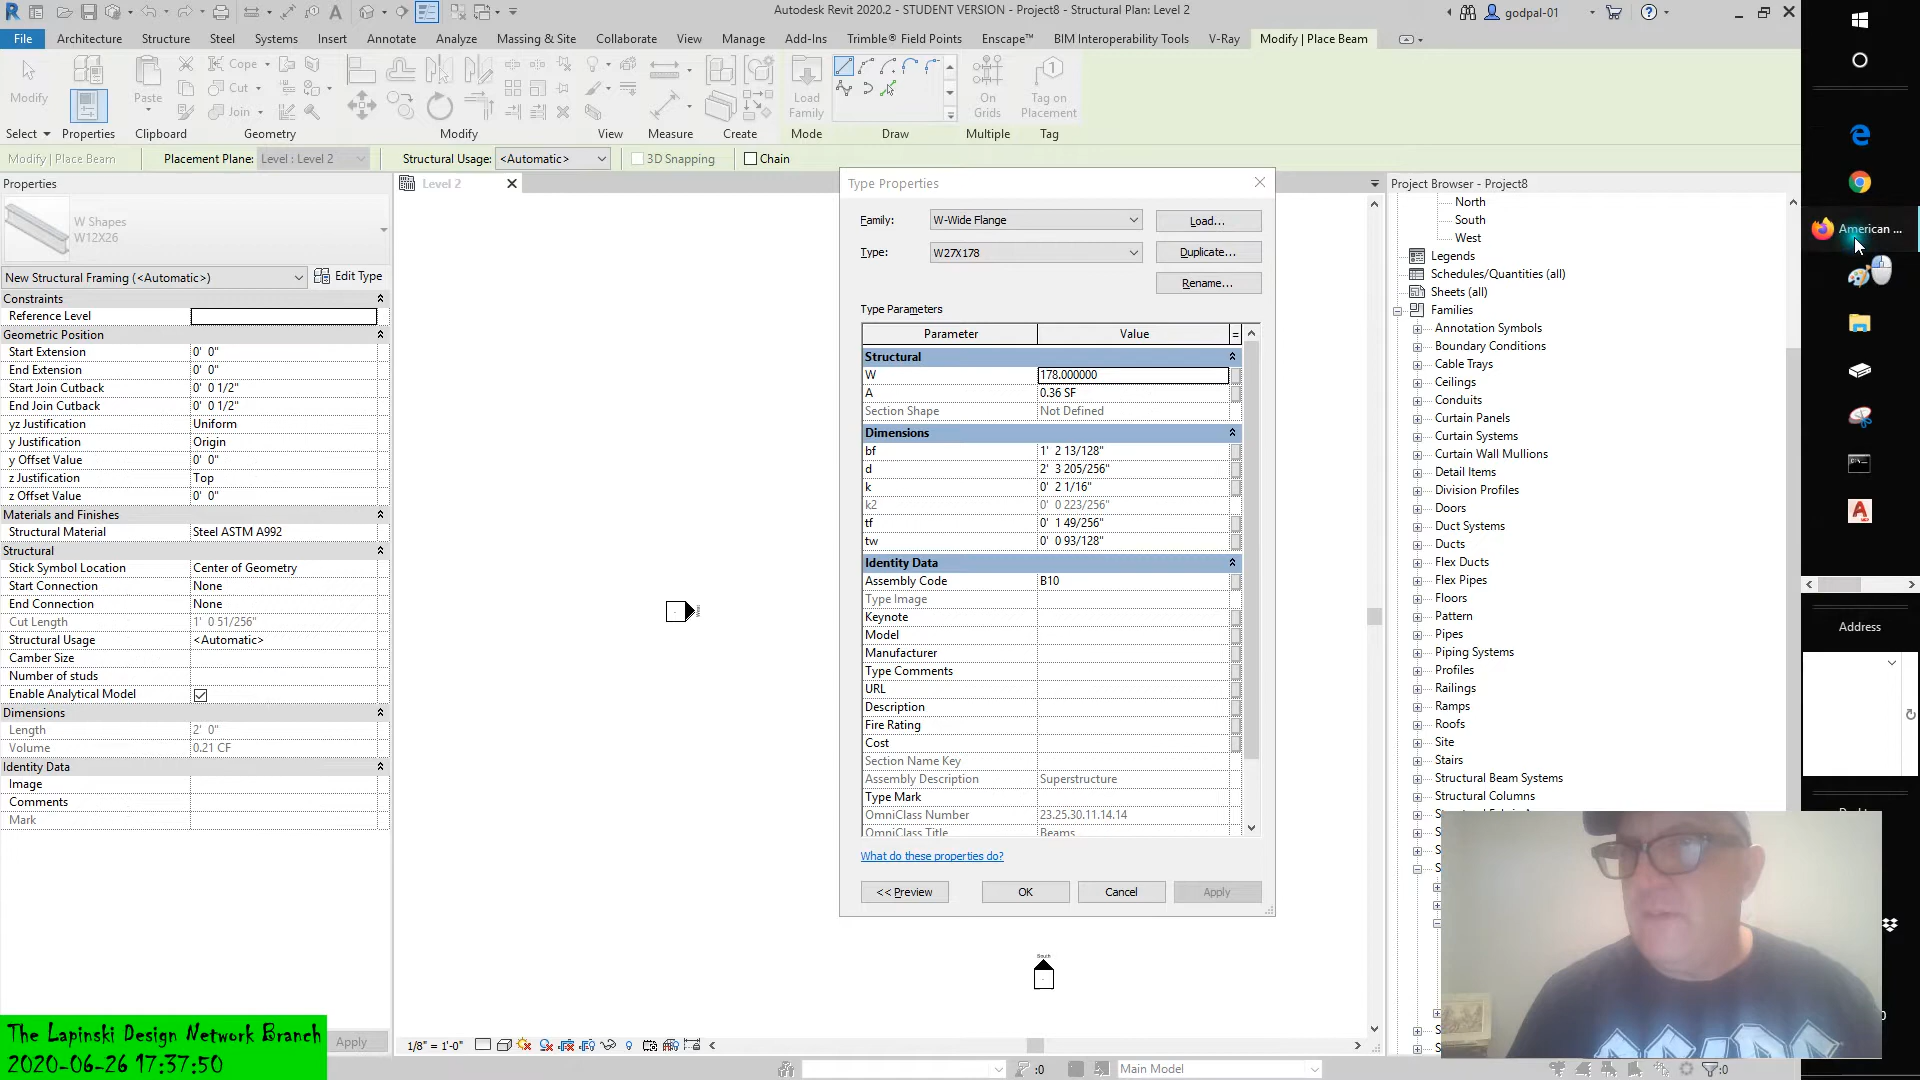 Autodesk Revit 2020.2 - STUDENT VERSION - Project8 - Structural Plan: Level 2
godpal-01
File Architecture Structure Steel Systems Insert Annotate Analyze Massing & Site Collaborate View Manage Add-Ins Trimble® Field Points Enscape™ BIM Interoperability Tools V-Ray Modify | Place Beam
Modify
Paste
Cope
Cut
Join
Load
Family
On
Grids
Tag on
Placement
Select Properties Clipboard Geometry Modify View Measure Create Mode Draw Multiple Tag
Modify | Place Beam Placement Plane: Level : Level 2 Structural Usage: <Automatic> 3D Snapping Chain
Properties
W Shapes
W12X26
New Structural Framing (<Automatic>) Edit Type
Constraints
Reference Level
Geometric Position
Start Extension 0' 0"
End Extension 0' 0"
Start Join Cutback 0' 0 1/2"
End Join Cutback 0' 0 1/2"
yz Justification Uniform
y Justification Origin
y Offset Value 0' 0"
z Justification Top
z Offset Value 0' 0"
Materials and Finishes
Structural Material Steel ASTM A992
Structural
Stick Symbol Location Center of Geometry
Start Connection None
End Connection None
Cut Length 1' 0 51/256"
Structural Usage <Automatic>
Camber Size
Number of studs
Enable Analytical Model
Dimensions
Length 2' 0"
Volume 0.21 CF
Identity Data
Image
Comments
Mark
Apply
The Lapinski Design Network Branch
2020-06-26 17:37:50
Level 2
South
1/8" = 1'-0"
:0
Main Model
:0
Type Properties
Family: W-Wide Flange Load...
Type: W27X178 Duplicate...
Rename...
Type Parameters
Parameter Value =
Structural
W 178.000000
A 0.36 SF
Section Shape Not Defined
Dimensions
bf 1' 2 13/128"
d 2' 3 205/256"
k 0' 2 1/16"
k2 0' 0 223/256"
tf 0' 1 49/256"
tw 0' 0 93/128"
Identity Data
Assembly Code B10
Type Image
Keynote
Model
Manufacturer
Type Comments
URL
Description
Fire Rating
Cost
Section Name Key
Assembly Description Superstructure
Type Mark
OmniClass Number 23.25.30.11.14.14
OmniClass Title Beams
What do these properties do?
<< Preview OK Cancel Apply
Project Browser - Project8
North
South
West
Legends
Schedules/Quantities (all)
Sheets (all)
Families
Annotation Symbols
Boundary Conditions
Cable Trays
Ceilings
Conduits
Curtain Panels
Curtain Systems
Curtain Wall Mullions
Detail Items
Division Profiles
Doors
Duct Systems
Ducts
Flex Ducts
Flex Pipes
Floors
Pattern
Pipes
Piping Systems
Profiles
Railings
Ramps
Roofs
Site
Stairs
Structural Beam Systems
Structural Columns
American ...
Address